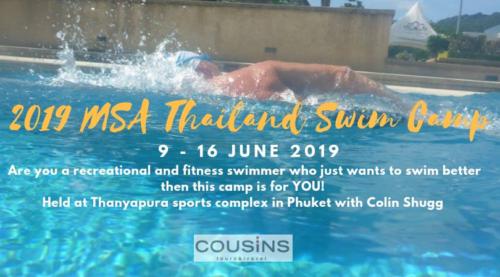 2019 MSA Thailand Swim Camp
9 - 16 JUNE 2019
Are you a recreational and fitness swimmer who just wants to swim better
then this camp is for YOU!
Held at Thanyapura sports complex in Phuket with Colin Shugg
COUSINS
tour&travel